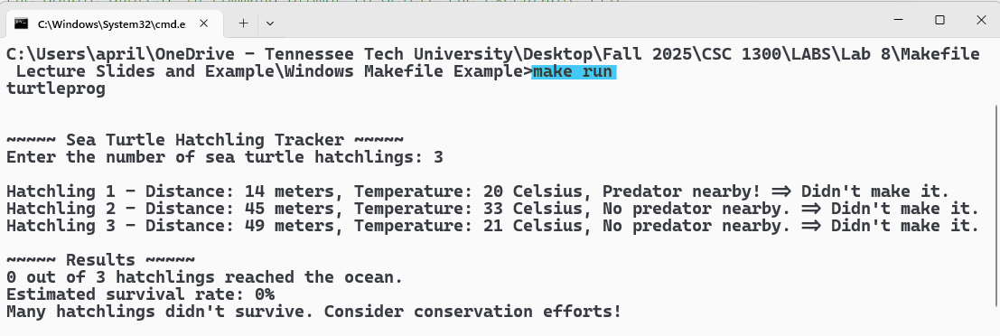 C:\Windows\System32\cmd.e
C:\Users\april\OneDrive - Tennessee Tech University\Desktop\Fall 2025\CSC 1300\LABS\Lab 8\Makefile
Lecture Slides and Example\Windows Makefile Example>make run
turtleprog
~~~~~ Sea Turtle Hatchling Tracker ~~~~~
Enter the number of sea turtle hatchlings: 3
Hatchling 1 - Distance: 14 meters, Temperature: 20 Celsius, Predator nearby! => Didn't make it.
Hatchling 2 - Distance: 45 meters, Temperature: 33 Celsius, No predator nearby. => Didn't make it.
Hatchling 3 - Distance: 49 meters, Temperature: 21 Celsius, No predator nearby. => Didn't make it.
~~~~~ Results ~~~~~
0 out of 3 hatchlings reached the ocean.
Estimated survival rate: 0%
Many hatchlings didn't survive. Consider conservation efforts!